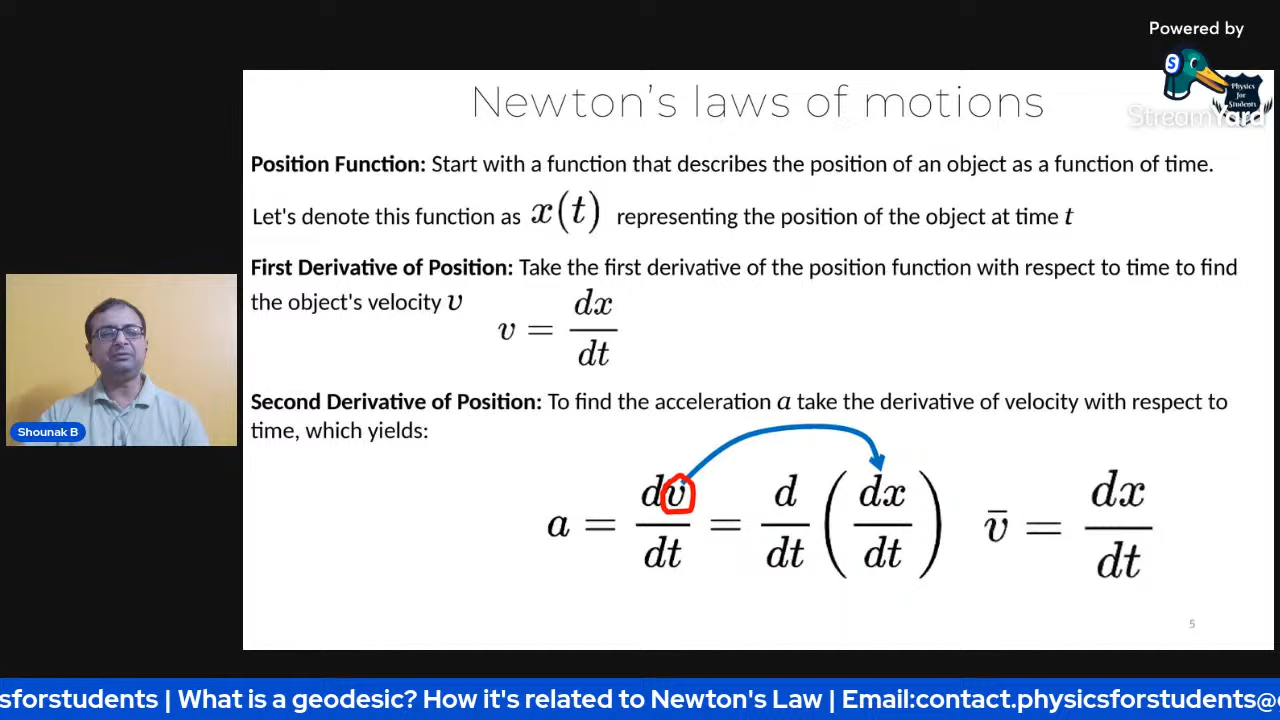 Powered by
S
Physics
for
Students
StreamYard
Newton's laws of motions
Position Function: Start with a function that describes the position of an object as a function of time.
Let's denote this function as x(t) representing the position of the object at time t
First Derivative of Position: Take the first derivative of the position function with respect to time to find
the object's velocity v
v = dx/dt
Second Derivative of Position: To find the acceleration a take the derivative of velocity with respect to
time, which yields:
a = dv/dt = d/dt (dx/dt) v̄ = dx/dt
5
Shounak B
sforstudents | What is a geodesic? How it's related to Newton's Law | Email:contact.physicsforstudents@